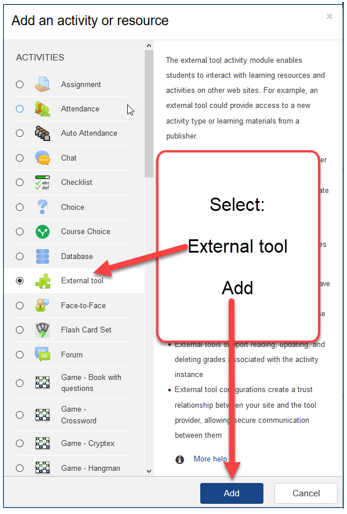 Add an activity or resource
×
ACTIVITIES
Assignment
Attendance
Auto Attendance
Chat
Checklist
Choice
Course Choice
Database
External tool
Face-to-Face
Flash Card Set
Forum
Game - Book with
questions
Game -
Crossword
Game - Cryptex
Game - Hangman
The external tool activity module enables
students to interact with learning resources and
activities on other web sites. For example, an
external tool could provide access to a new
activity type or learning materials from a
publisher.
Select:
External tool
Add
External tools support reading, updating, and
deleting grades associated with the activity
instance
External tool configurations create a trust
relationship between your site and the tool
provider, allowing secure communication
between them
More help
Add
Cancel